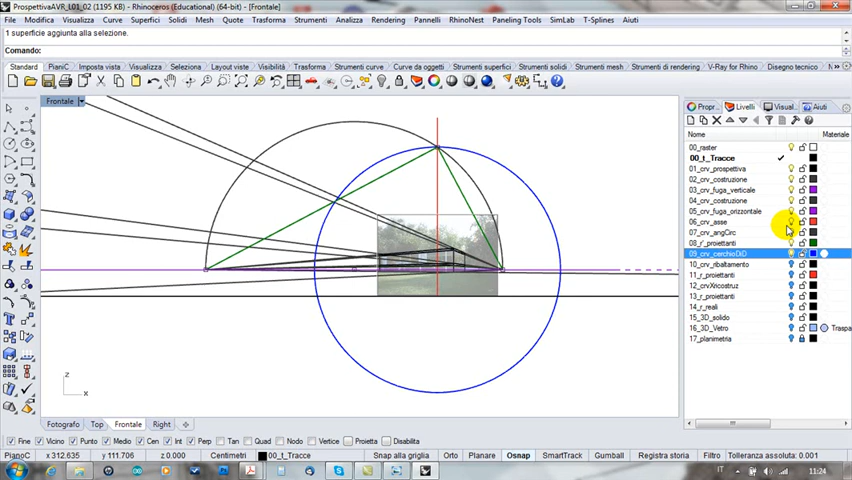 ProspettivaAVR_L01_02 (1195 KB) - Rhinoceros (Educational) (64-bit) - [Frontale]
File Modifica Visualizza Curve Superfici Solidi Mesh Quote Trasforma Strumenti Analizza Rendering Pannelli RhinoNest Paneling Tools SimLab T-Splines Aiuti
1 superficie aggiunta alla selezione.
Comando:
Standard PianiC Imposta vista Visualizza Selezione Layout viste Visibilità Trasforma Strumenti curve Curve da oggetti Strumenti superfici Strumenti solidi Strumenti mesh Strumenti di rendering V-Ray for Rhino Disegno tecnico
Frontale
Propr... Livelli Visual... Aiuti
Nome Materiale
00_raster
00_t_Tracce
01_crv_prospettiva
02_crv_costruzione
03_crv_fuga_verticale
04_crv_costruzione
05_crv_fuga_orizzontale
06_crv_asse
07_crv_angCirc
08_r_proiettanti
09_crv_cerchioDiD
10_crv_ribaltamento
11_r_proiettanti
12_crvXricostruz
13_r_proiettanti
14_r_reali
15_3D_solido
16_3D_Vetro Traspa
17_planimetria
z
x
Fotografo Top Frontale Right
Fine Vicino Punto Medio Cen Int Perp Tan Quad Nodo Vertice Proietta Disabilita
PianoC x 312.635 y 111.706 z 0.000 Centimetri 00_t_Tracce Snap alla griglia Orto Planare Osnap SmartTrack Gumball Registra storia Filtro Tolleranza assoluta: 0.001
IT 11:24